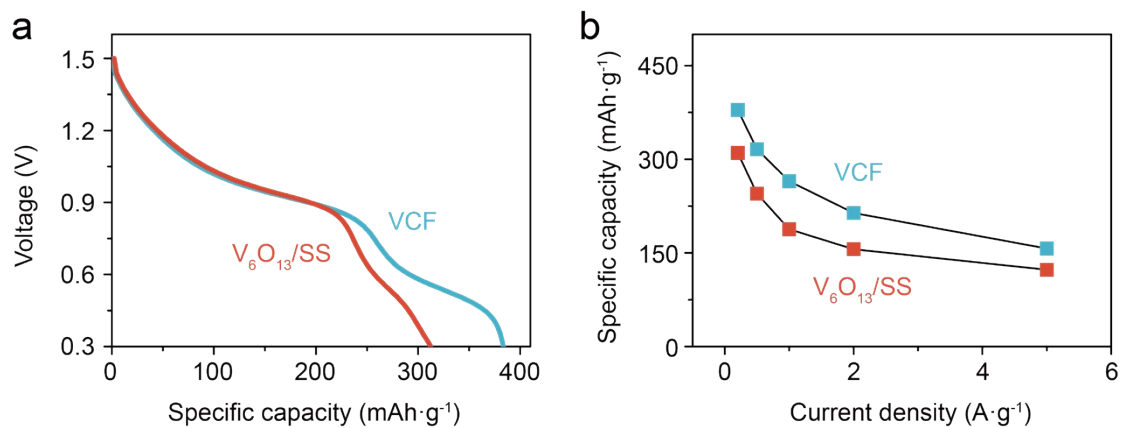 a
Voltage (V)
1.5
1.2
0.9
0.6
0.3
0
100
200
300
400
Specific capacity (mAh·g⁻¹)
VCF
V₆O₁₃/SS
b
Specific capacity (mAh·g⁻¹)
450
300
150
0
0
2
4
6
Current density (A·g⁻¹)
VCF
V₆O₁₃/SS